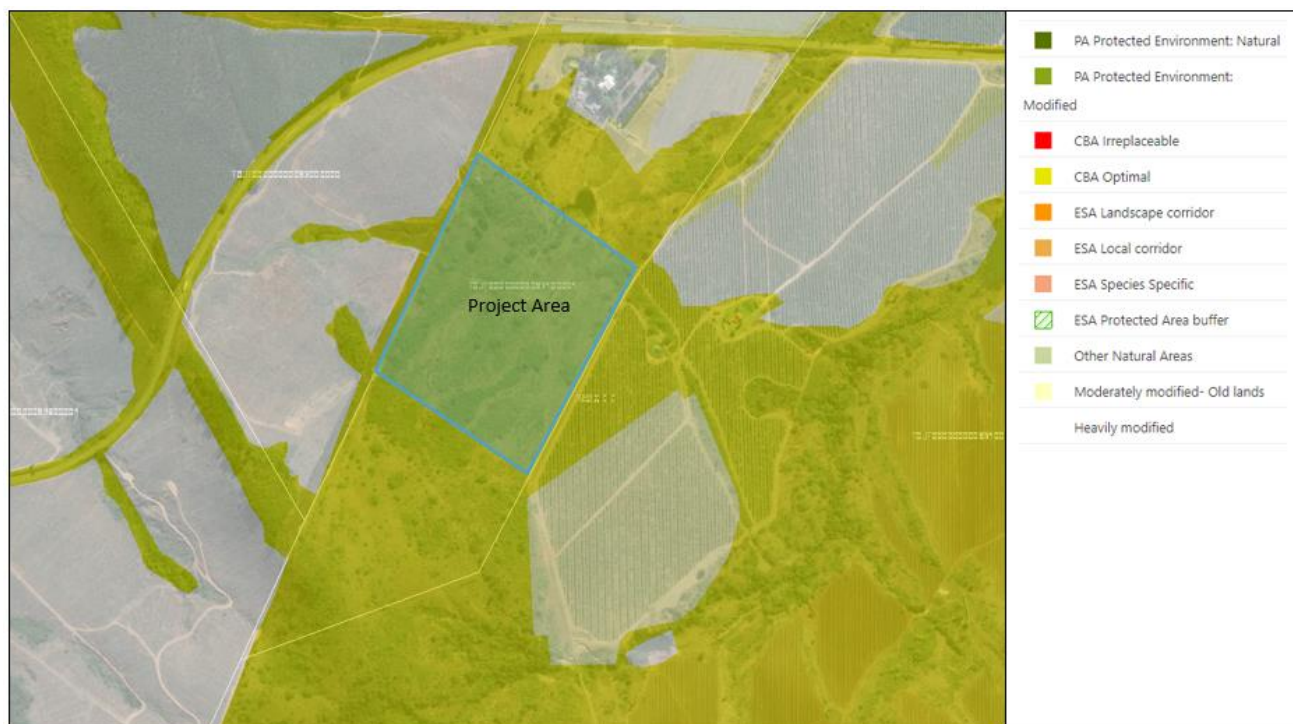 Project Area
PA Protected Environment: Natural
PA Protected Environment:
Modified
CBA Irreplaceable
CBA Optimal
ESA Landscape corridor
ESA Local corridor
ESA Species Specific
ESA Protected Area buffer
Other Natural Areas
Moderately modified- Old lands
Heavily modified